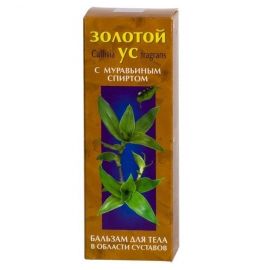 ЗОЛОТОЙ
Callisia УС fragrans
С МУРАВЬИНЫМ
СПИРТОМ
БАЛЬЗАМ ДЛЯ ТЕЛА
В ОБЛАСТИ СУСТАВОВ